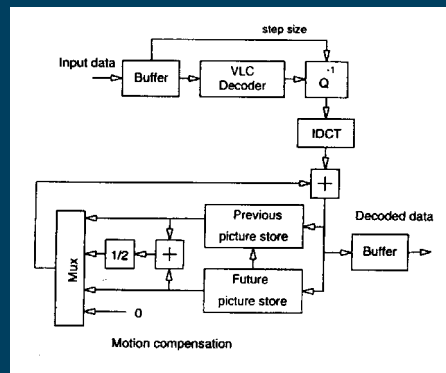 step size
Input data
Buffer
VLC
Decoder
-1
Q
IDCT
+
Decoded data
Previous
picture store
Mux
1/2
+
Buffer
Future
picture store
0
Motion compensation